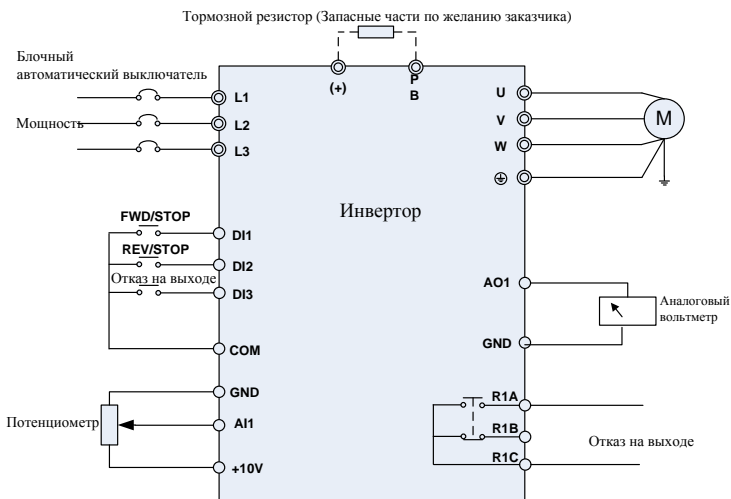 Тормозной резистор (Запасные части по желанию заказчика)
Блочный
автоматический выключатель
Мощность
(+)
P
B
L1
L2
L3
U
V
W
M
Инвертор
FWD/STOP
DI1
REV/STOP
DI2
Отказ на выходе
DI3
COM
AO1
GND
Аналоговый
вольтметр
GND
Потенциометр
AI1
+10V
R1A
R1B
R1C
Отказ на выходе